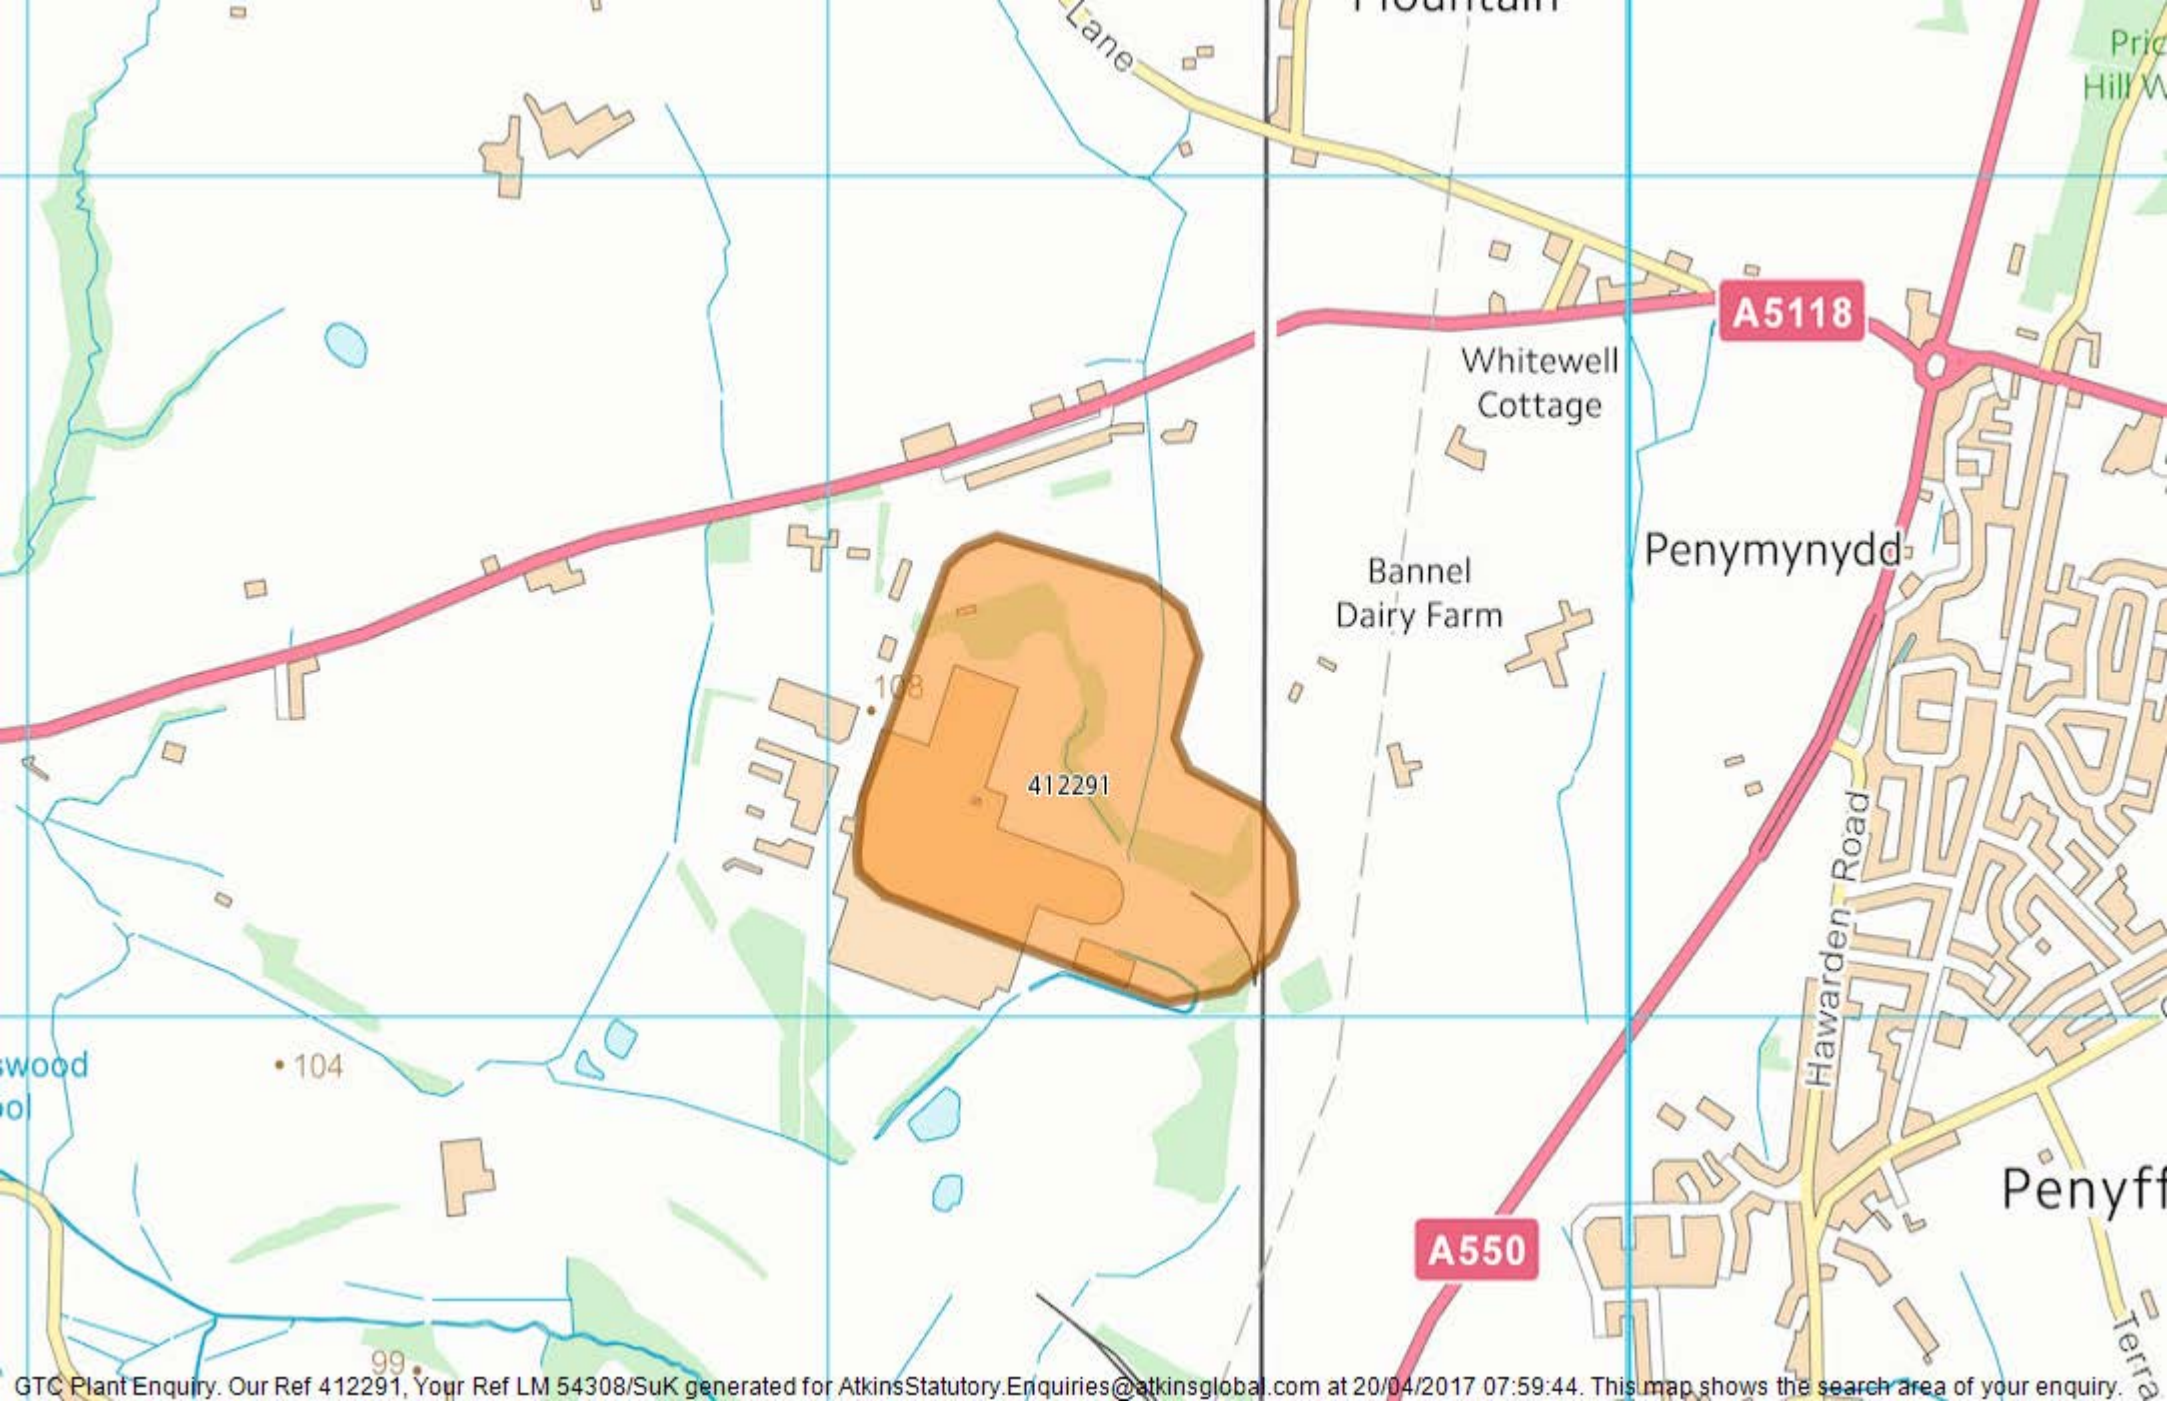 Lane
Hill
A5118
Whitewell
Cottage
Penymynydd
Bannel
Dairy Farm
108
412291
Hawarden Road
104
A550
99
GTC Plant Enquiry. Our Ref 412291, Your Ref LM 54308/SuK generated for AtkinsStatutory.Enquiries@atkinsglobal.com at 20/04/2017 07:59:44. This map shows the search area of your enquiry.